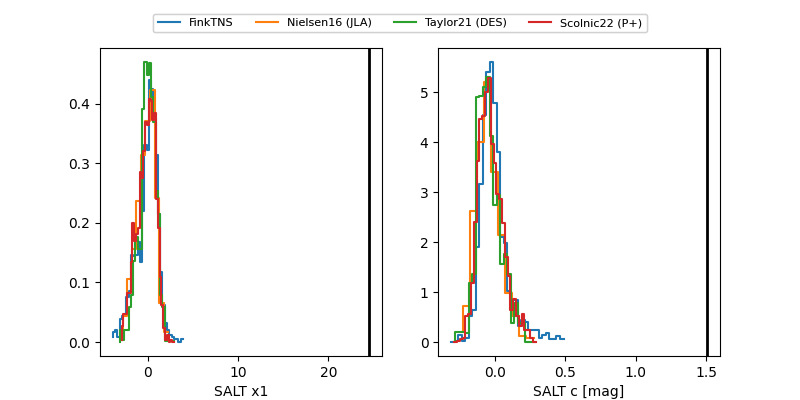 FinkTNS Nielsen16 (JLA) Taylor21 (DES) Scolnic22 (P+)
0.4
0.3
0.2
0.1
0.0
0 10 20
SALT x1
5
4
3
2
1
0
0.0 0.5 1.0 1.5
SALT c [mag]